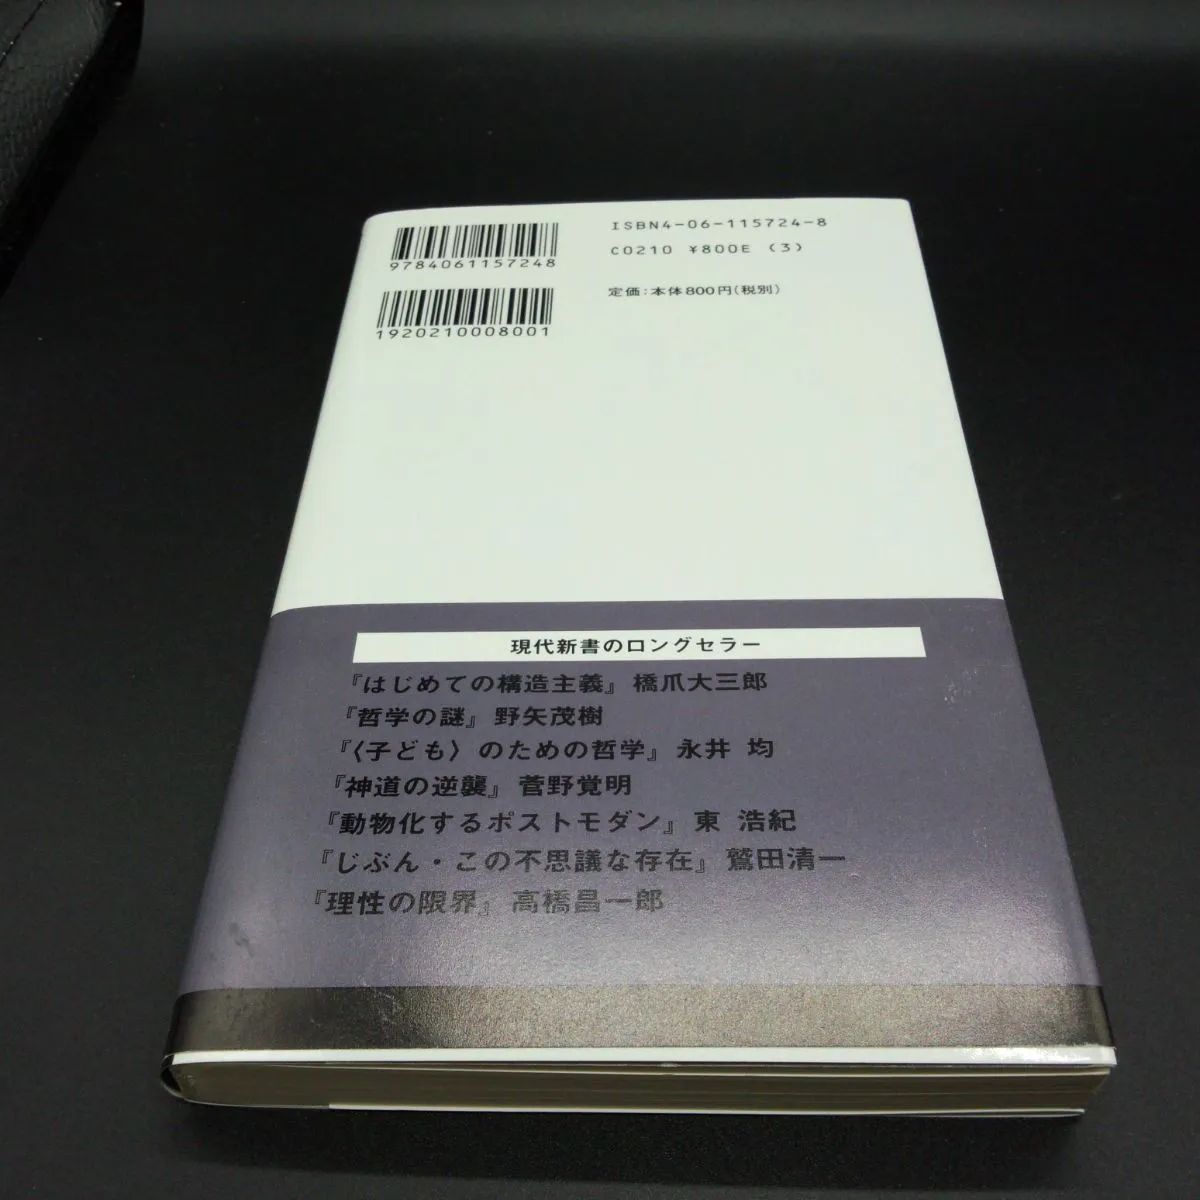 9784061157248
ISBN4-06-115724-8
C0210 ¥800E (3)
1920210008001
定価:本体800円(税別)
現代新書のロングセラー
『はじめての構造主義』橋爪大三郎
『哲学の謎』野矢茂樹
『〈子ども〉のための哲学』永井 均
『神道の逆襲』菅野覚明
『動物化するポストモダン』東 浩紀
『じぶん・この不思議な存在』鷲田清一
『理性の限界』高橋昌一郎